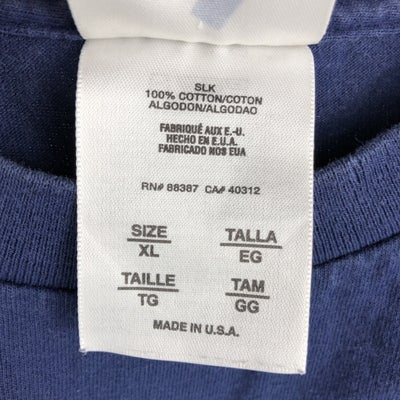 SLK
100% COTTON/COTON
ALGODON/ALGODAO
FABRIQUÉ AUX E.-U.
HECHO EN E.U.A.
FABRICADO NOS EUA
RN# 88387 CA# 40312
SIZE TALLA
XL EG
TAILLE TAM
TG GG
MADE IN U.S.A.